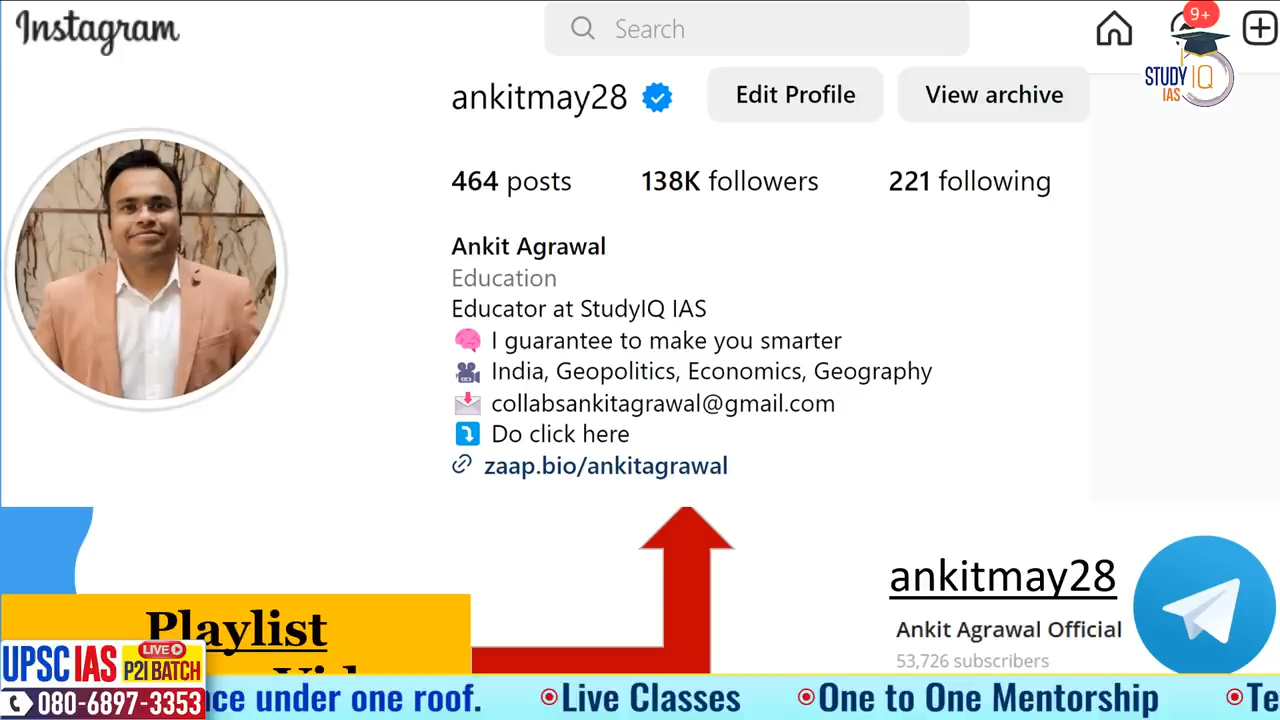 Instagram
Search
9+
STUDY IQ
IAS
ankitmay28
Edit Profile
View archive
464 posts
138K followers
221 following
Ankit Agrawal
Education
Educator at StudyIQ IAS
I guarantee to make you smarter
India, Geopolitics, Economics, Geography
collabsankitagrawal@gmail.com
Do click here
zaap.bio/ankitagrawal
ankitmay28
Ankit Agrawal Official
53,726 subscribers
Playlist
UPSC IAS LIVE P2I BATCH
080-6897-3353
under one roof. Live Classes One to One Mentorship